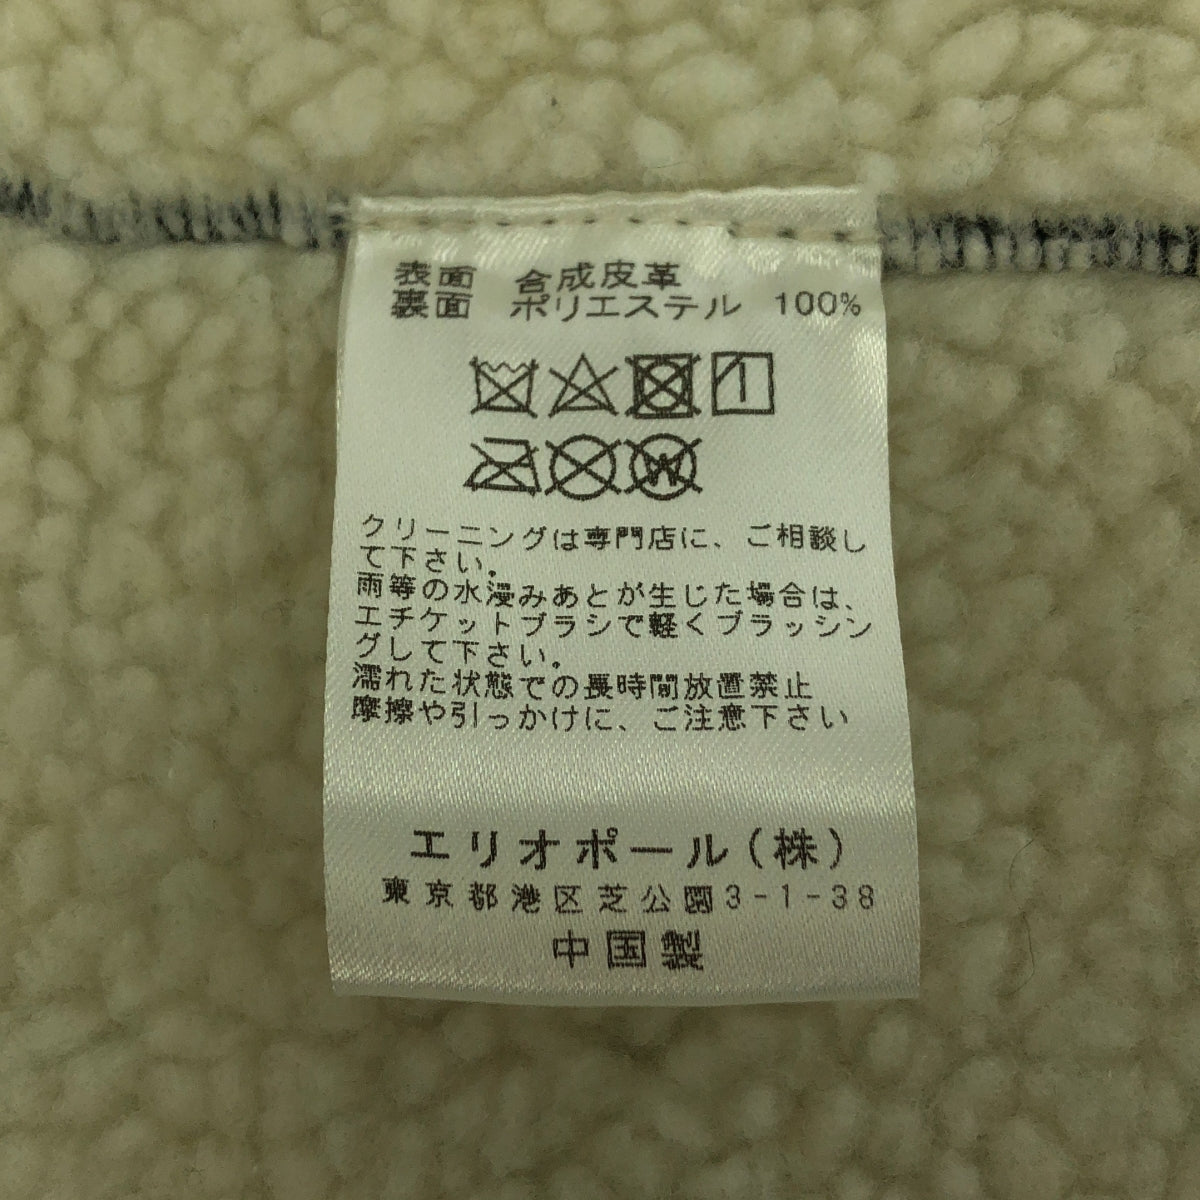 表面 合成皮革
裏面 ポリエステル 100%
W
クリーニングは専門店に、ご相談し
て下さい。
雨等の水浸みあとが生じた場合は、
エチケットブラシで軽くブラッシン
グして下さい。
濡れた状態での長時間放置禁止
摩擦や引っかけに、ご注意下さい
エリオポール(株)
東京都港区芝公園3-1-38
中国製